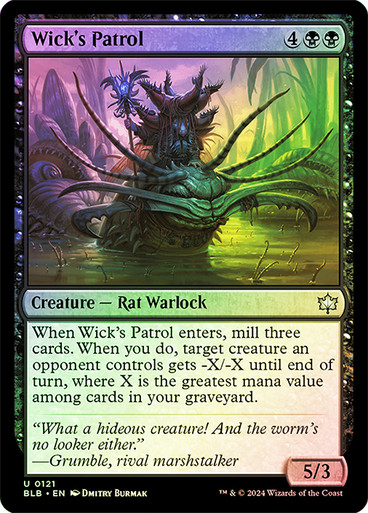 Wick's Patrol 4
Creature — Rat Warlock
When Wick's Patrol enters, mill three
cards. When you do, target creature an
opponent controls gets -X/-X until end of
turn, where X is the greatest mana value
among cards in your graveyard.
“What a hideous creature! And the worm's
no looker either.”
—Grumble, rival marshstalker
5/3
U 0121
BLB • EN Dmitry Burmak ™ & © 2024 Wizards of the Coast